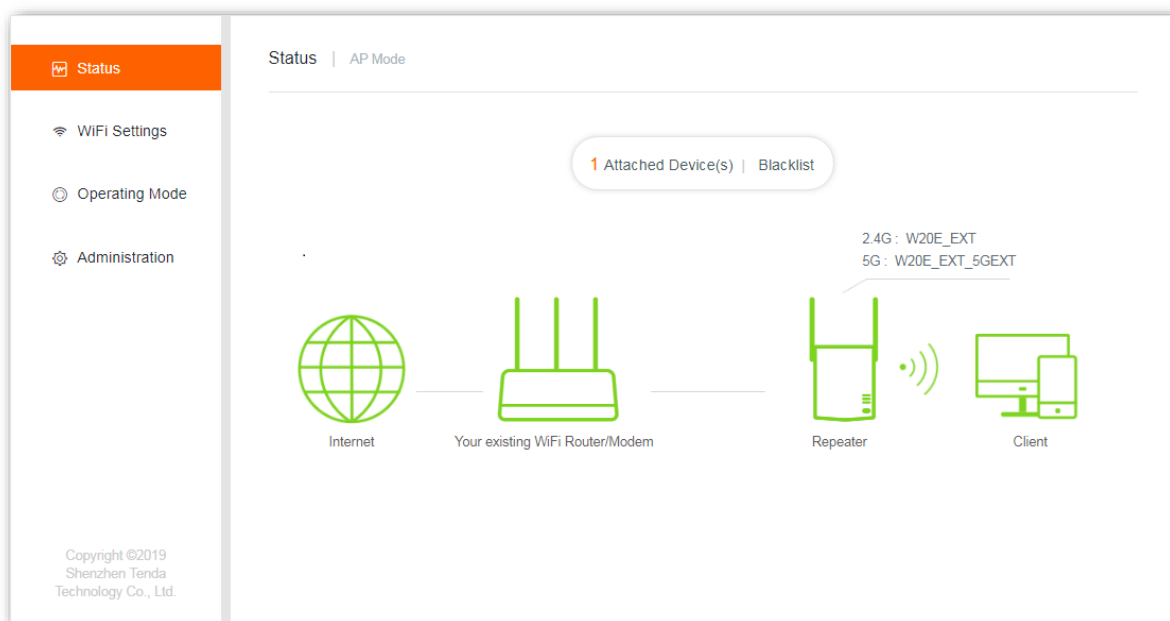 Status
WiFi Settings
Operating Mode
Administration
Copyright ©2019
Shenzhen Tenda
Technology Co., Ltd.
Status | AP Mode
1 Attached Device(s) | Blacklist
2.4G : W20E_EXT
5G : W20E_EXT_5GEXT
Internet
Your existing WiFi Router/Modem
Repeater
Client